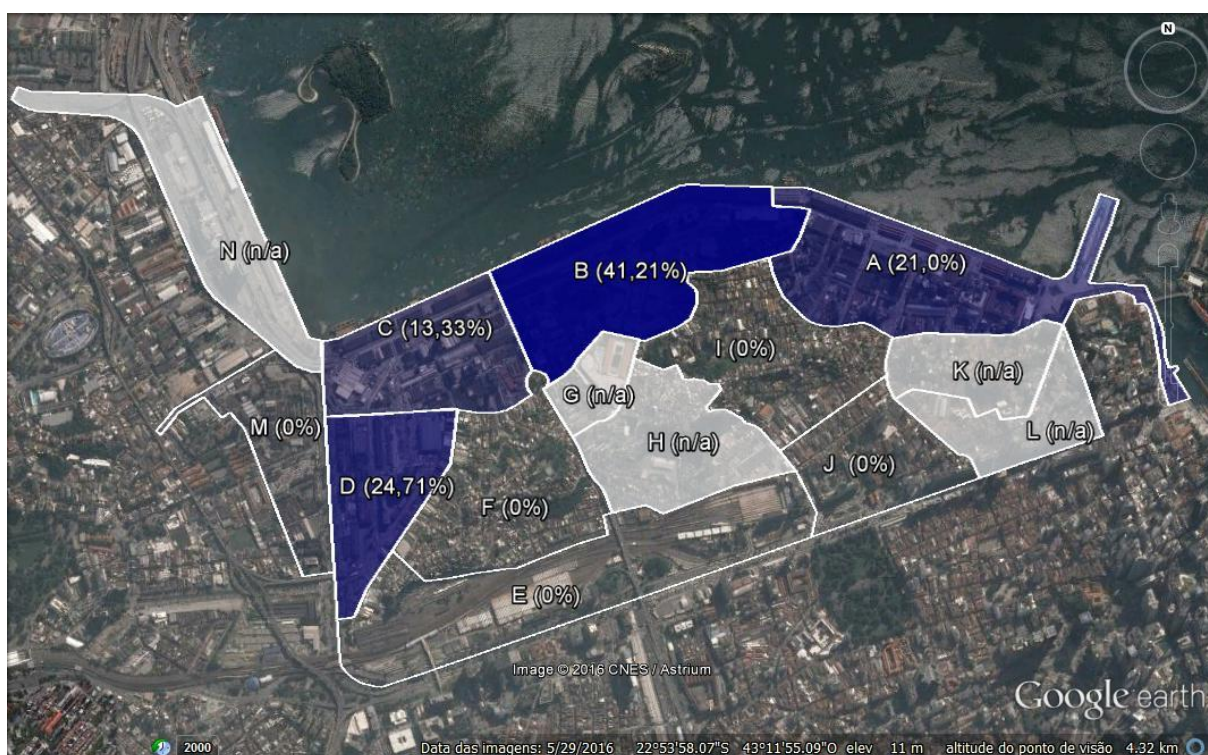 N
N (n/a)
B (41,21%)
A (21,0%)
C (13,33%)
I (0%)
K (n/a)
G (n/a)
M (0%)
H (n/a)
L (n/a)
J (0%)
D (24,71%)
F (0%)
E (0%)
Image © 2016 CNES / Astrium
Google earth
2000
Data das imagens: 5/29/2016 22°53'58.07"S 43°11'55.09"O elev 11 m altitude do ponto de visão 4.32 km